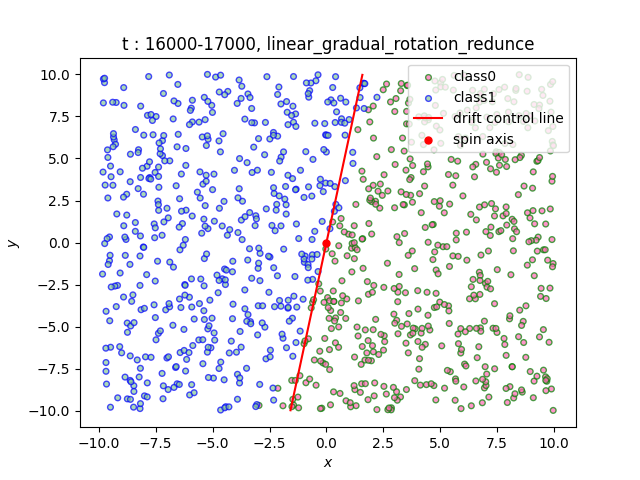 t : 16000-17000, linear_gradual_rotation_redunce
class0
class1
drift control line
spin axis
10.0
7.5
5.0
2.5
0.0
−2.5
−5.0
−7.5
−10.0
y
−10.0 −7.5 −5.0 −2.5 0.0 2.5 5.0 7.5 10.0
x